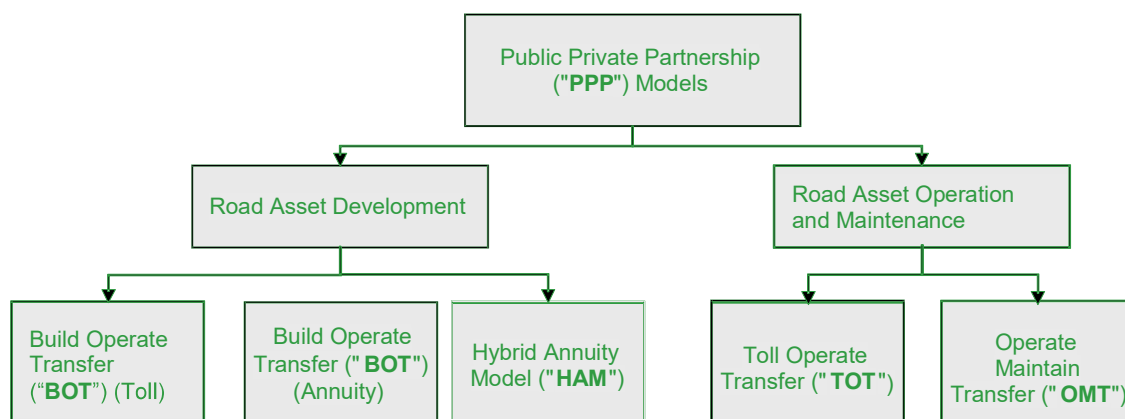 Public Private Partnership
("PPP") Models
Road Asset Development
Road Asset Operation
and Maintenance
Build Operate
Transfer
(“BOT”) (Toll)
Build Operate
Transfer ("BOT")
(Annuity)
Hybrid Annuity
Model ("HAM")
Toll Operate
Transfer ("TOT")
Operate
Maintain
Transfer ("OMT")